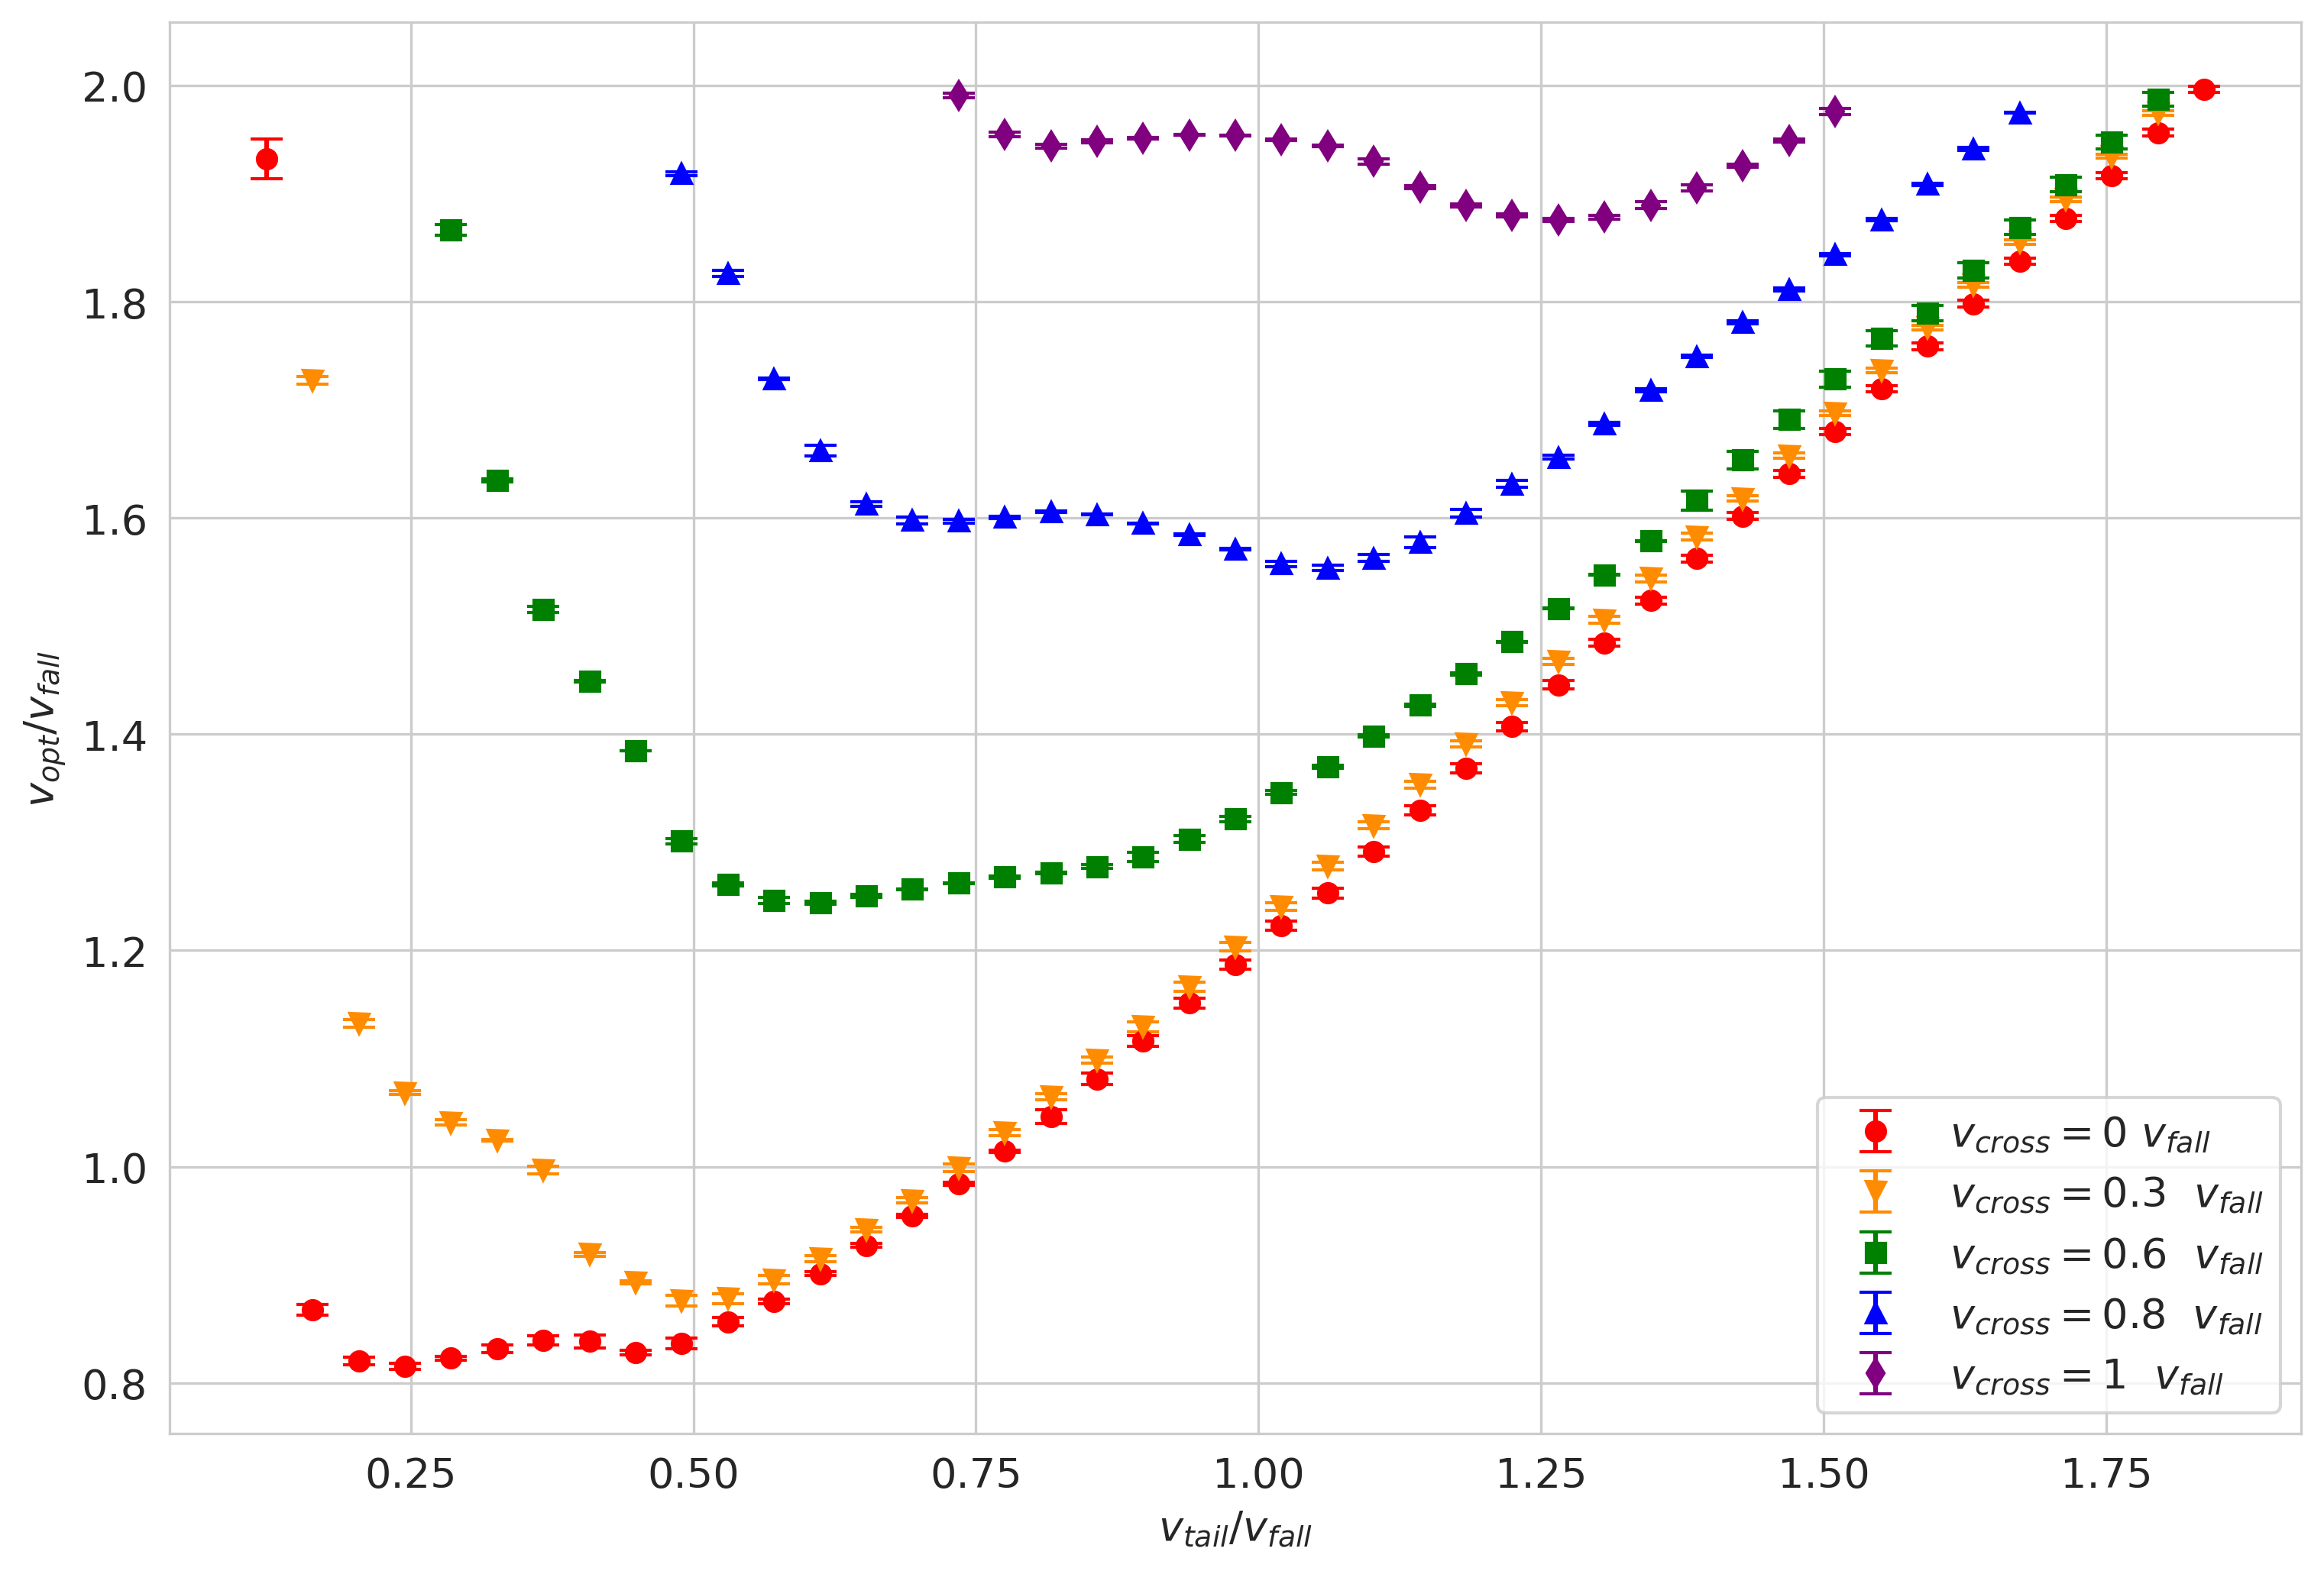 2.0
1.8
1.6
1.4
1.2
1.0
0.8
v_opt/v_fall
0.25 0.50 0.75 1.00 1.25 1.50 1.75
v_tail/v_fall
v_cross = 0 v_fall
v_cross = 0.3 v_fall
v_cross = 0.6 v_fall
v_cross = 0.8 v_fall
v_cross = 1 v_fall